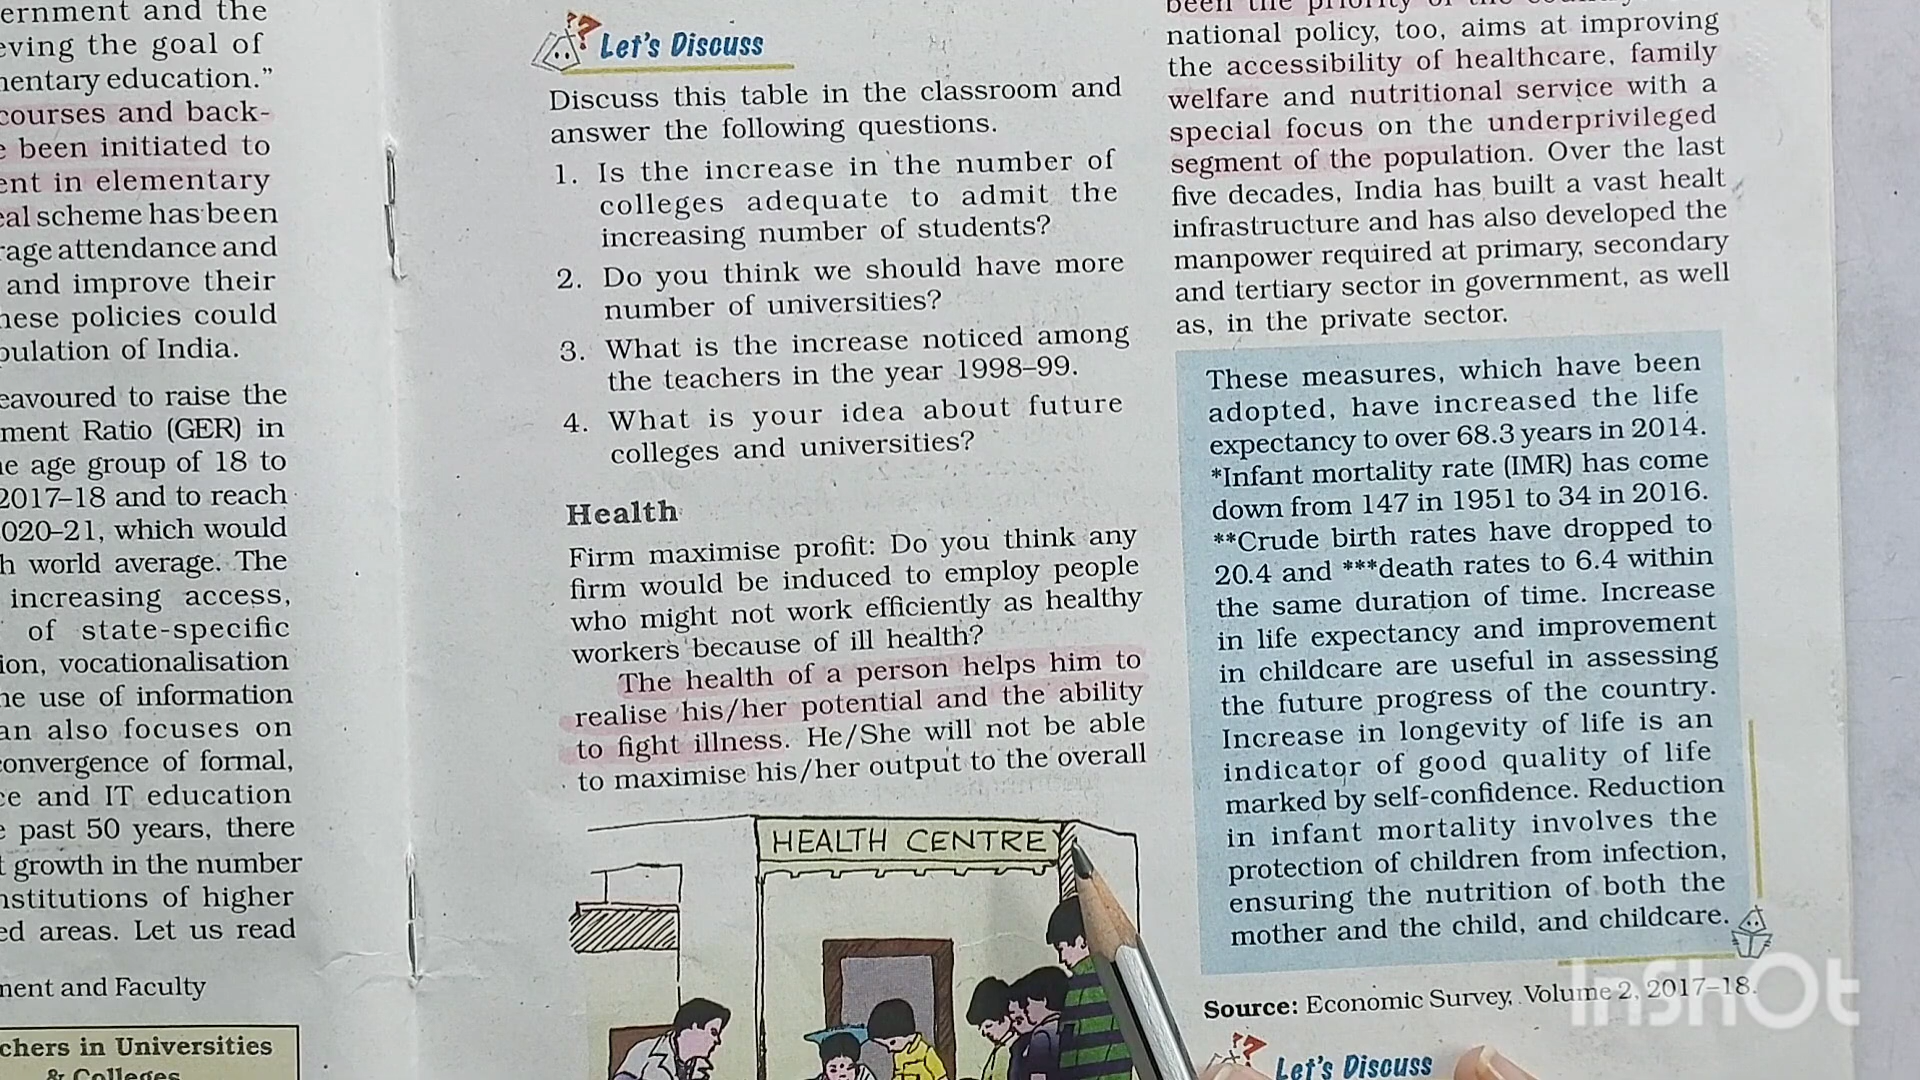 ernment and the
eving the goal of
mentary education.”
courses and back-
e been initiated to
ent in elementary
eal scheme has been
rage attendance and
and improve their
hese policies could
pulation of India.
eavoured to raise the
ment Ratio (GER) in
e age group of 18 to
2017–18 and to reach
020–21, which would
h world average. The
increasing access,
of state-specific
ion, vocationalisation
he use of information
an also focuses on
convergence of formal,
ce and IT education
e past 50 years, there
t growth in the number
nstitutions of higher
ed areas. Let us read
ment and Faculty
chers in Universities
& Colleges
Let's Discuss
Discuss this table in the classroom and
answer the following questions.
1. Is the increase in the number of
colleges adequate to admit the
increasing number of students?
2. Do you think we should have more
number of universities?
3. What is the increase noticed among
the teachers in the year 1998–99.
4. What is your idea about future
colleges and universities?
Health
Firm maximise profit: Do you think any
firm would be induced to employ people
who might not work efficiently as healthy
workers because of ill health?
The health of a person helps him to
realise his/her potential and the ability
to fight illness. He/She will not be able
to maximise his/her output to the overall
HEALTH CENTRE
been the priority of the
national policy, too, aims at improving
the accessibility of healthcare, family
welfare and nutritional service with a
special focus on the underprivileged
segment of the population. Over the last
five decades, India has built a vast healt
infrastructure and has also developed the
manpower required at primary, secondary
and tertiary sector in government, as well
as, in the private sector.
These measures, which have been
adopted, have increased the life
expectancy to over 68.3 years in 2014.
*Infant mortality rate (IMR) has come
down from 147 in 1951 to 34 in 2016.
**Crude birth rates have dropped to
20.4 and ***death rates to 6.4 within
the same duration of time. Increase
in life expectancy and improvement
in childcare are useful in assessing
the future progress of the country.
Increase in longevity of life is an
indicator of good quality of life
marked by self-confidence. Reduction
in infant mortality involves the
protection of children from infection,
ensuring the nutrition of both the
mother and the child, and childcare.
Source: Economic Survey, Volume 2, 2017–18.
Let's Discuss
InShOt